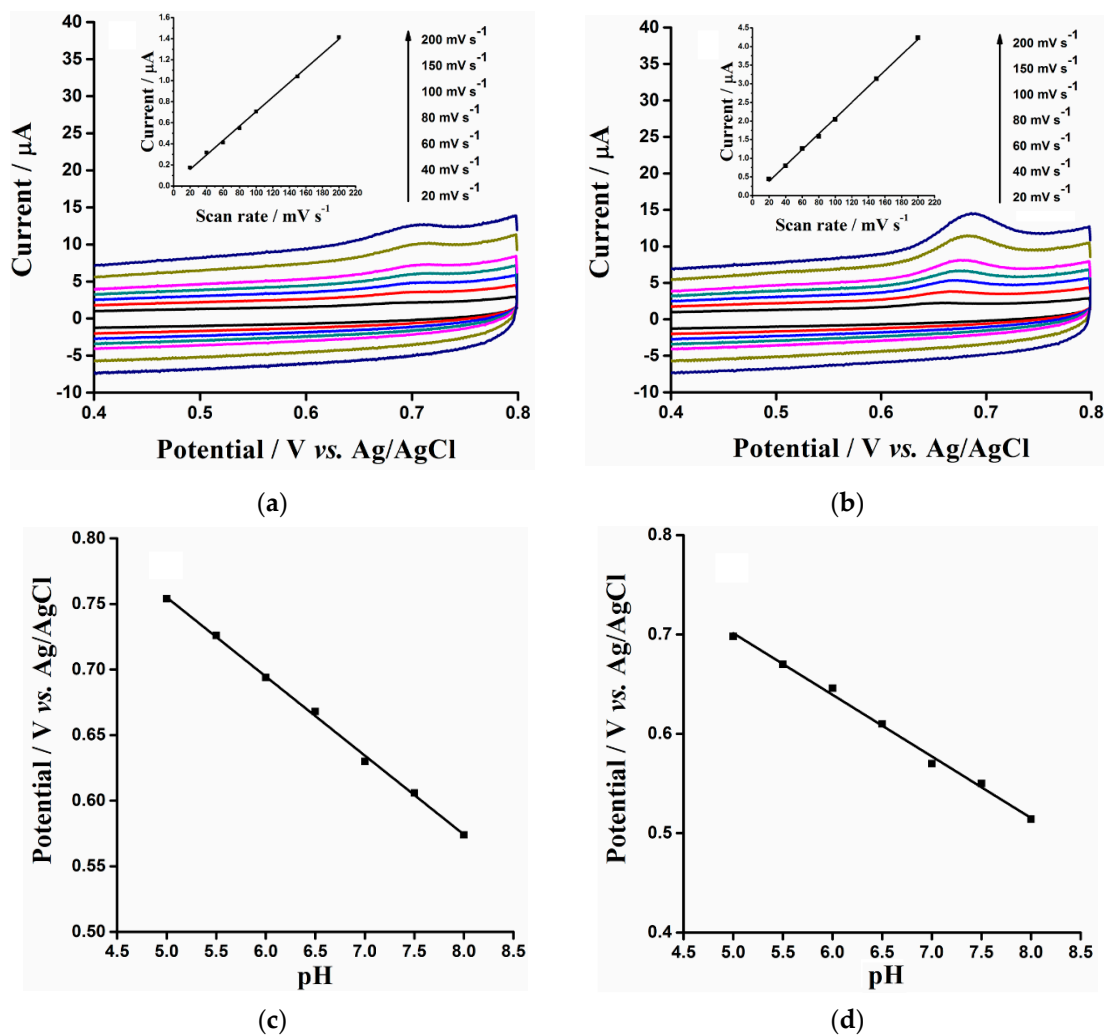 40
35
30
25
20
15
10
5
0
-5
-10
Current / μA
0.4 0.5 0.6 0.7 0.8
Potential / V vs. Ag/AgCl
1.6
1.4
1.2
1.0
0.8
0.6
0.4
0.2
0.0
Current / μA
0 20 40 60 80 100 120 140 160 180 200 220
Scan rate / mV s⁻¹
200 mV s⁻¹
150 mV s⁻¹
100 mV s⁻¹
80 mV s⁻¹
60 mV s⁻¹
40 mV s⁻¹
20 mV s⁻¹
(a)
40
35
30
25
20
15
10
5
0
-5
-10
Current / μA
0.4 0.5 0.6 0.7 0.8
Potential / V vs. Ag/AgCl
4.5
4.0
3.5
3.0
2.5
2.0
1.5
1.0
0.5
0.0
Current / μA
0 20 40 60 80 100 120 140 160 180 200 220
Scan rate / mV s⁻¹
200 mV s⁻¹
150 mV s⁻¹
100 mV s⁻¹
80 mV s⁻¹
60 mV s⁻¹
40 mV s⁻¹
20 mV s⁻¹
(b)
0.80
0.75
0.70
0.65
0.60
0.55
0.50
Potential / V vs. Ag/AgCl
4.5 5.0 5.5 6.0 6.5 7.0 7.5 8.0 8.5
pH
(c)
0.8
0.7
0.6
0.5
0.4
Potential / V vs. Ag/AgCl
4.5 5.0 5.5 6.0 6.5 7.0 7.5 8.0 8.5
pH
(d)